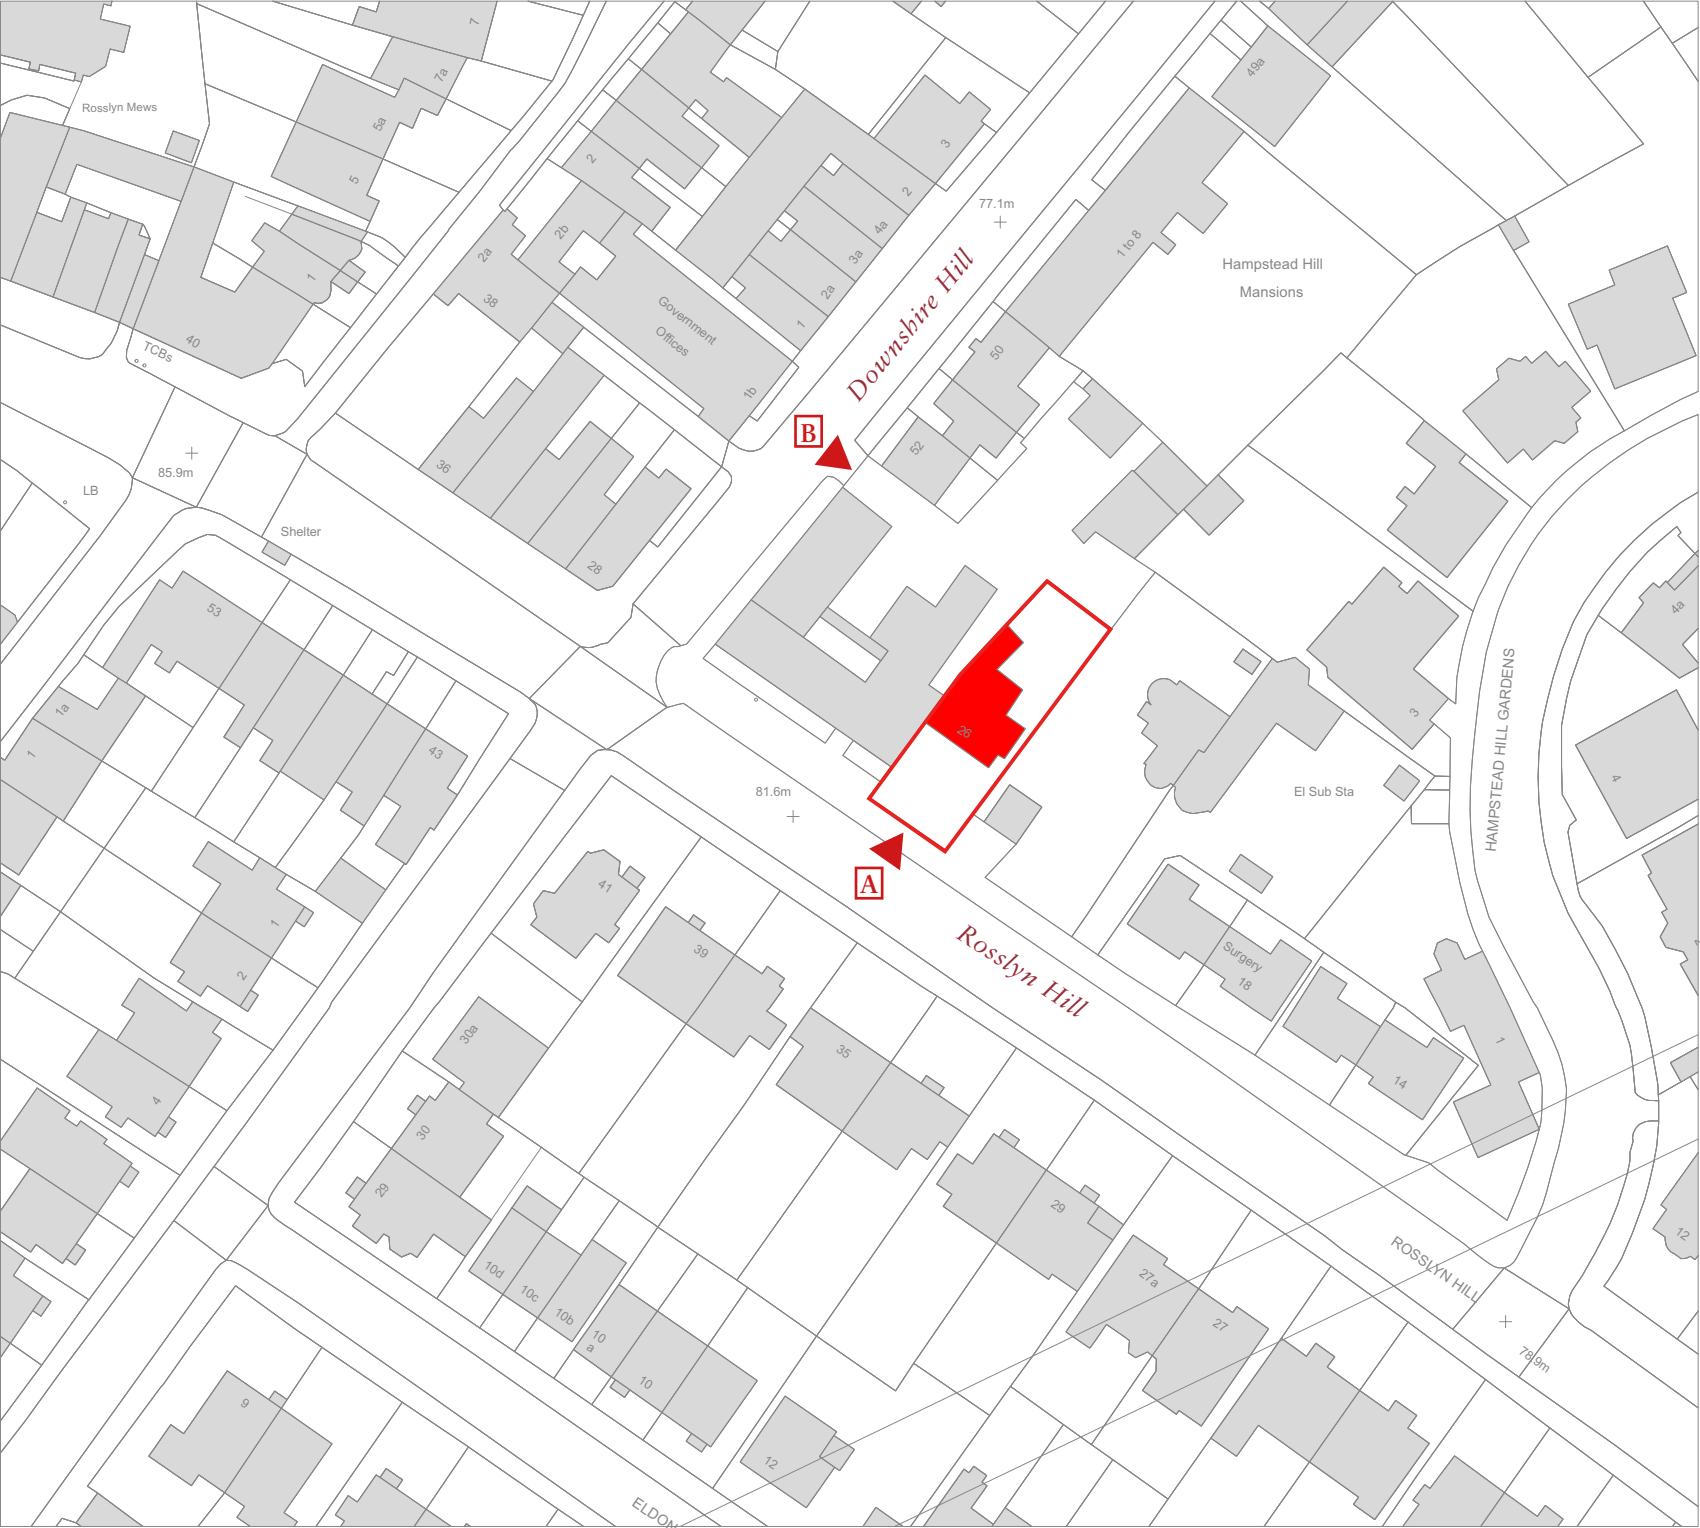 7
7a
Rosslyn Mews
5a
5
49a
3
2
2
77.1m
4a
2b
3a
2a
2a
1
1 to 8
Hampstead Hill
Mansions
1
38
Government
Offices
Downshire Hill
1
40
TCBs
50
1b
B
52
36
85.9m
LB
Shelter
28
53
4a
HAMPSTEAD HILL GARDENS
1a
3
26
43
1
81.6m
El Sub Sta
4
A
41
1
39
Rosslyn Hill
Surgery
18
2
30a
35
1
14
4
30
29
29
12
ROSSLYN HILL
10d
10c
10b
10
a
10
27a
27
78.9m
9
12
ELDON